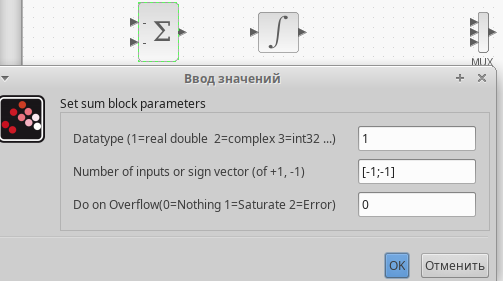 - Σ ∫
-
MUX
Ввод значений
Set sum block parameters
Datatype (1=real double 2=complex 3=int32 ...) 1
Number of inputs or sign vector (of +1, -1) [-1;-1]
Do on Overflow(0=Nothing 1=Saturate 2=Error) 0
OK Отменить